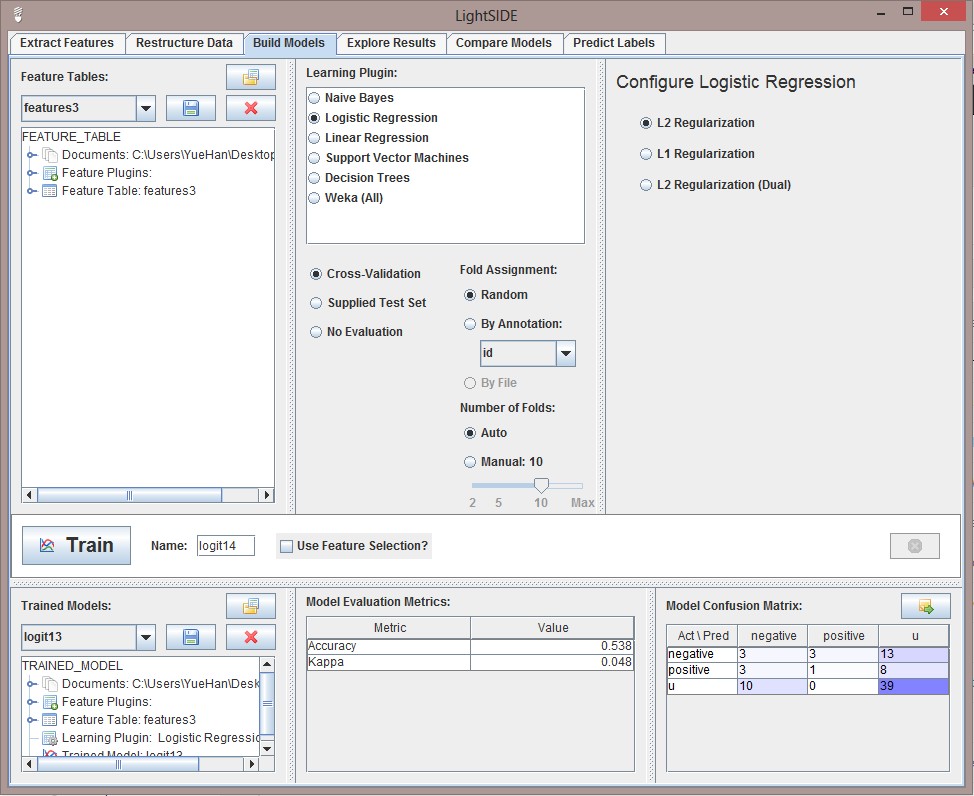 LightSIDE
Extract Features
Restructure Data
Build Models
Explore Results
Compare Models
Predict Labels
Feature Tables:
features3
FEATURE_TABLE
Documents: C:\Users\YueHan\Desktop
Feature Plugins:
Feature Table: features3
Learning Plugin:
Naive Bayes
Logistic Regression
Linear Regression
Support Vector Machines
Decision Trees
Weka (All)
Cross-Validation
Supplied Test Set
No Evaluation
Fold Assignment:
Random
By Annotation:
id
By File
Number of Folds:
Auto
Manual: 10
2 5 10 Max
Configure Logistic Regression
L2 Regularization
L1 Regularization
L2 Regularization (Dual)
Train
Name: logit14
Use Feature Selection?
Trained Models:
logit13
TRAINED_MODEL
Documents: C:\Users\YueHan\Desk
Feature Plugins:
Feature Table: features3
Learning Plugin: Logistic Regressio
Trained Model: logit13
Model Evaluation Metrics:
Metric Value
Accuracy 0.538
Kappa 0.048
Model Confusion Matrix:
Act \ Pred negative positive u
negative 3 3 13
positive 3 1 8
u 10 0 39